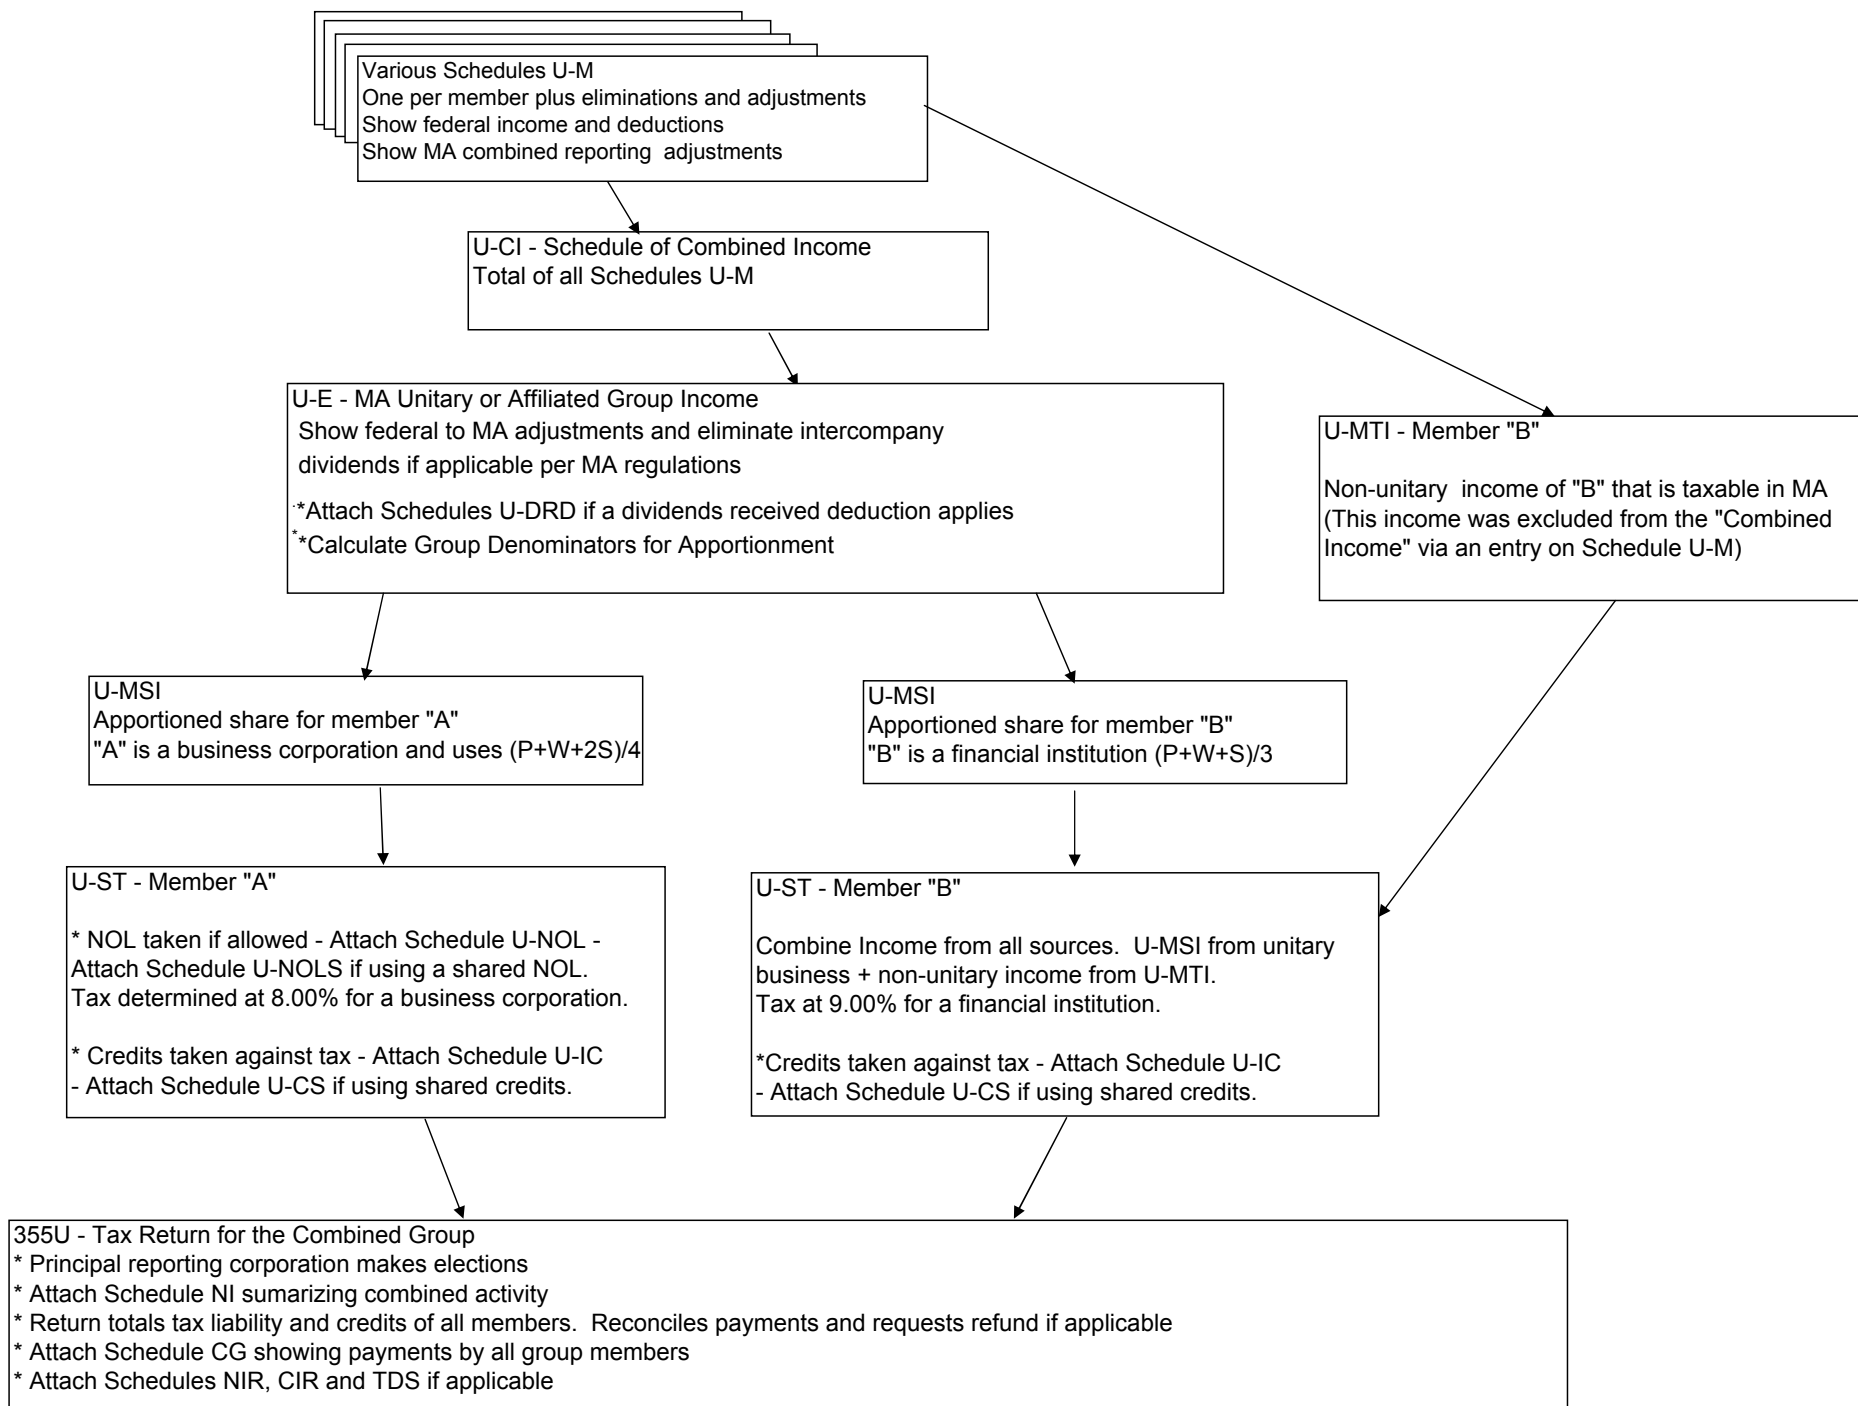 Various Schedules U-M
One per member plus eliminations and adjustments
Show federal income and deductions
Show MA combined reporting  adjustments
U-CI - Schedule of Combined Income
Total of all Schedules U-M
U-E - MA Unitary or Affiliated Group Income
Show federal to MA adjustments and eliminate intercompany
dividends if applicable per MA regulations
*Attach Schedules U-DRD if a dividends received deduction applies
**Calculate Group Denominators for Apportionment
U-MTI - Member "B"
Non-unitary  income of "B" that is taxable in MA
(This income was excluded from the "Combined
Income" via an entry on Schedule U-M)
U-MSI
Apportioned share for member "A"
"A" is a business corporation and uses (P+W+2S)/4
U-MSI
Apportioned share for member "B"
"B" is a financial institution (P+W+S)/3
U-ST - Member "A"
* NOL taken if allowed - Attach Schedule U-NOL -
Attach Schedule U-NOLS if using a shared NOL.
Tax determined at 8.00% for a business corporation.
* Credits taken against tax - Attach Schedule U-IC
- Attach Schedule U-CS if using shared credits.
U-ST - Member "B"
Combine Income from all sources.  U-MSI from unitary
business + non-unitary income from U-MTI.
Tax at 9.00% for a financial institution.
*Credits taken against tax - Attach Schedule U-IC
- Attach Schedule U-CS if using shared credits.
355U - Tax Return for the Combined Group
* Principal reporting corporation makes elections
* Attach Schedule NI sumarizing combined activity
* Return totals tax liability and credits of all members.  Reconciles payments and requests refund if applicable
* Attach Schedule CG showing payments by all group members
* Attach Schedules NIR, CIR and TDS if applicable